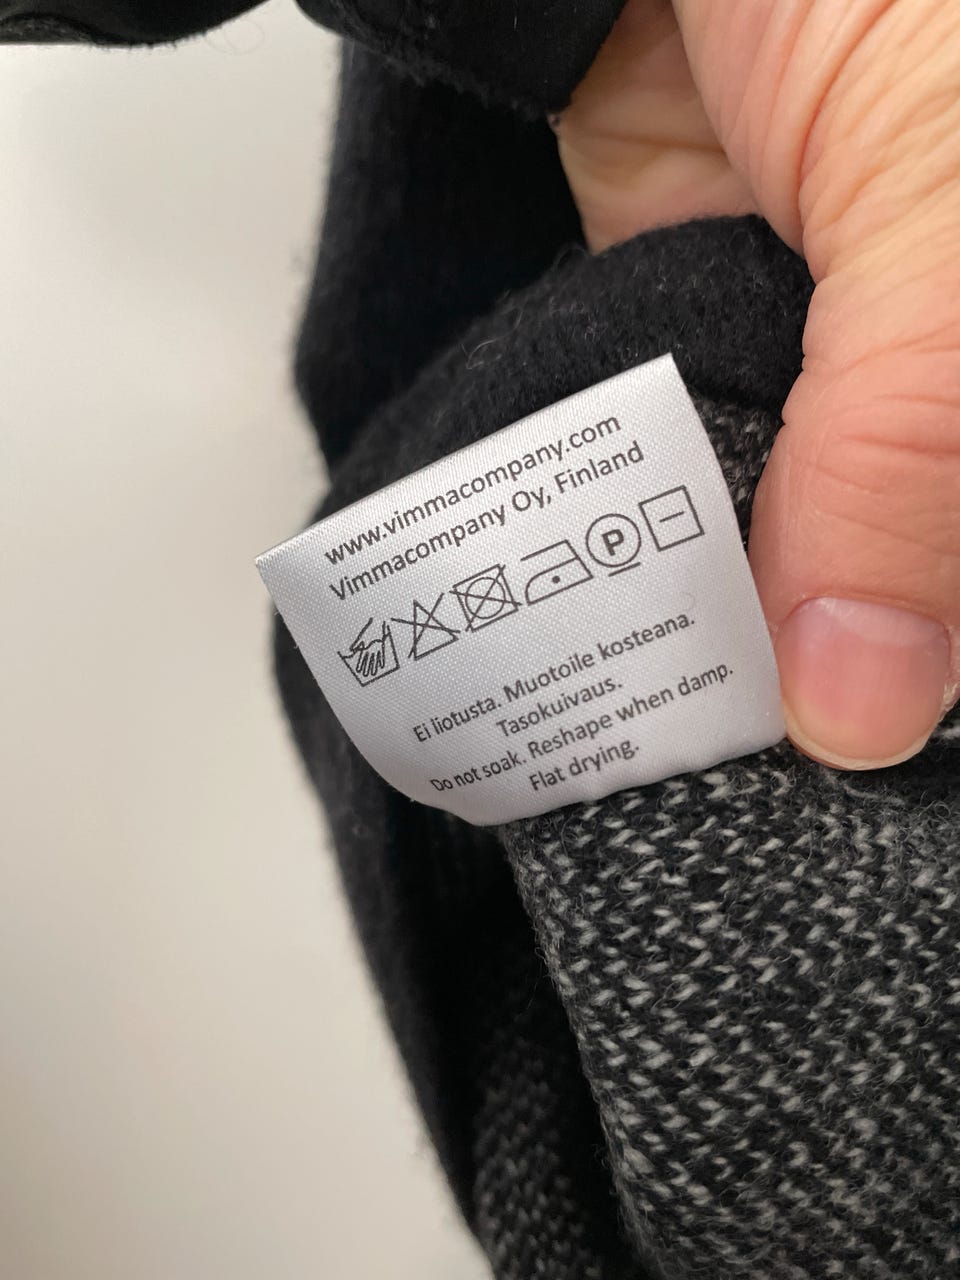 www.vimmacompany.com
Vimmacompany Oy, Finland
P
Ei liotusta. Muotoile kosteana.
Tasokuivaus.
Do not soak. Reshape when damp.
Flat drying.